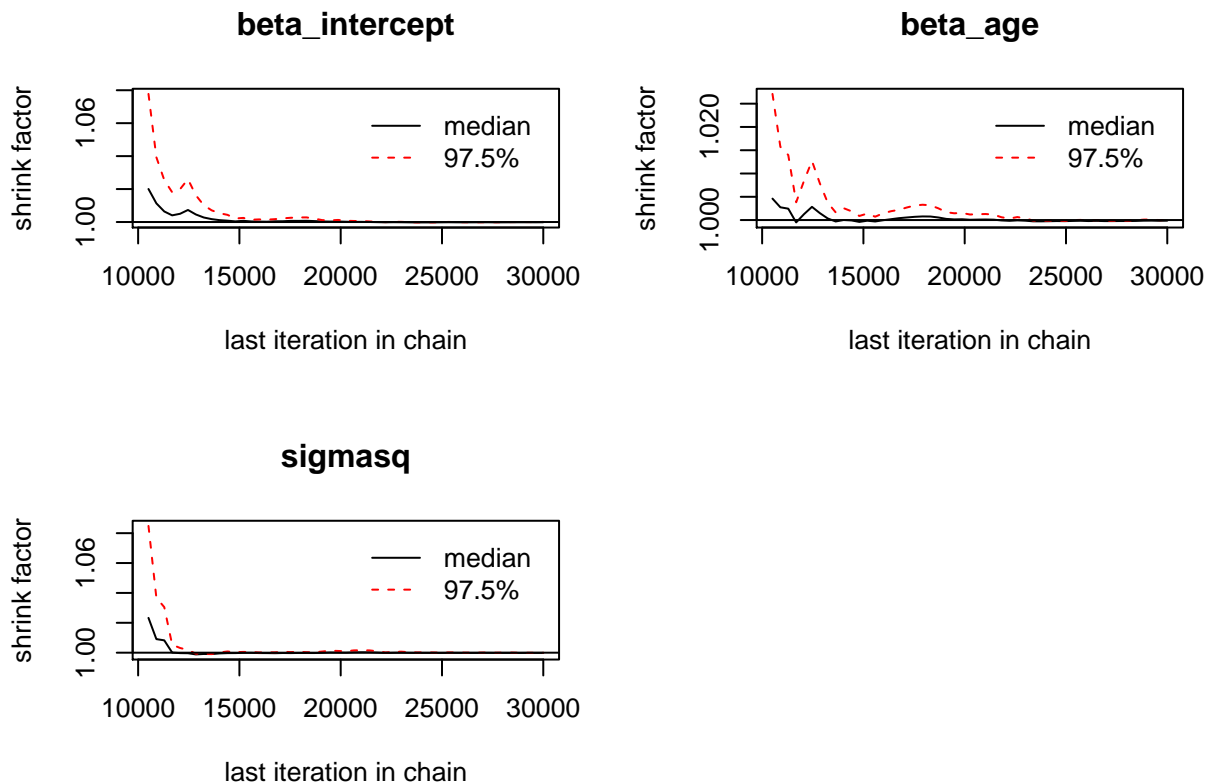 beta_intercept
shrink factor
1.06
1.00
median
97.5%
10000 15000 20000 25000 30000
last iteration in chain
beta_age
shrink factor
1.020
1.000
median
97.5%
10000 15000 20000 25000 30000
last iteration in chain
sigmasq
shrink factor
1.06
1.00
median
97.5%
10000 15000 20000 25000 30000
last iteration in chain